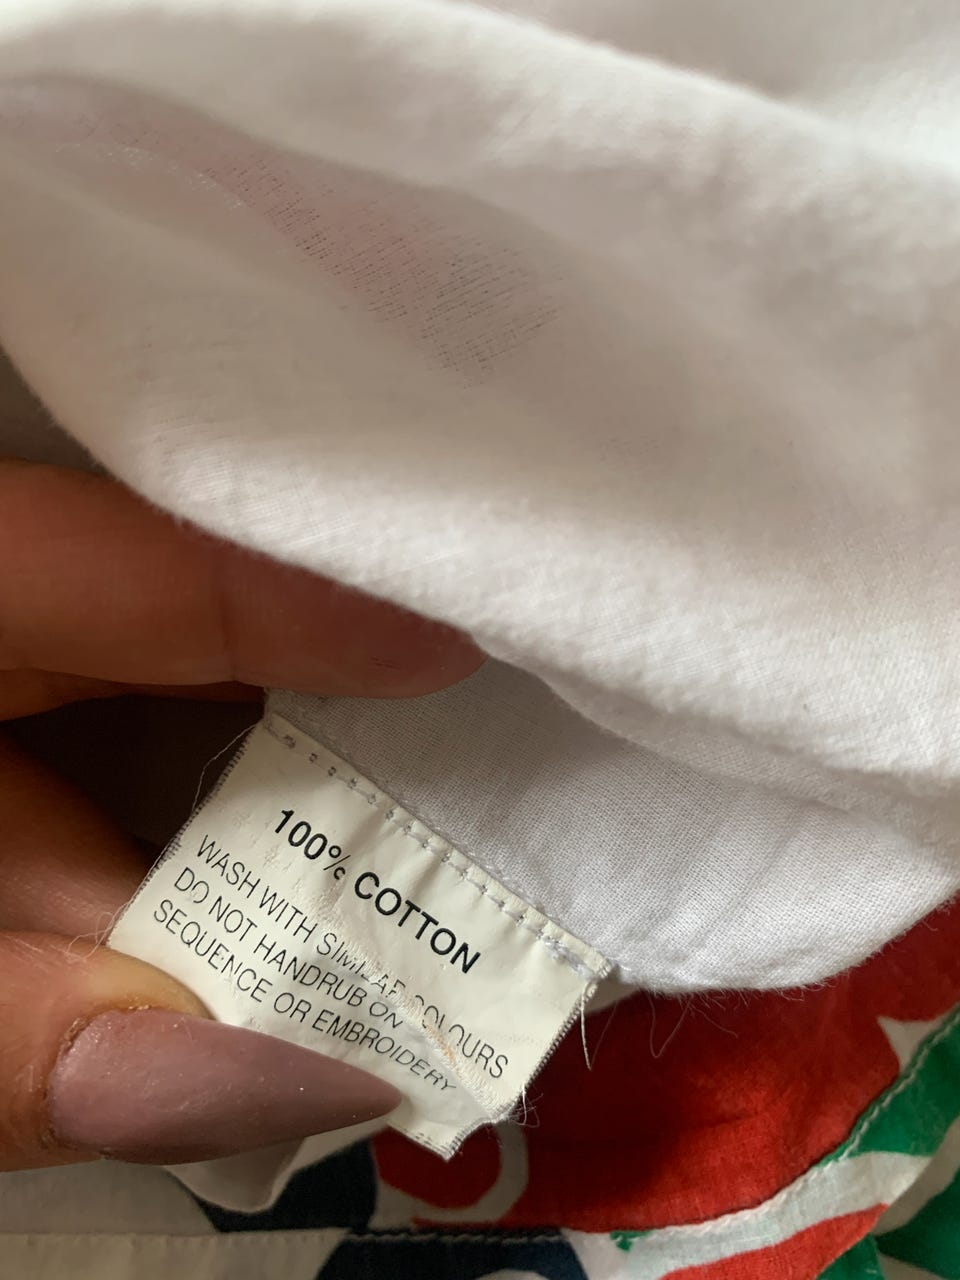 100% COTTON
WASH WITH SIMILAR COLOURS
DO NOT HANDRUB ON
SEQUENCE OR EMBROIDERY